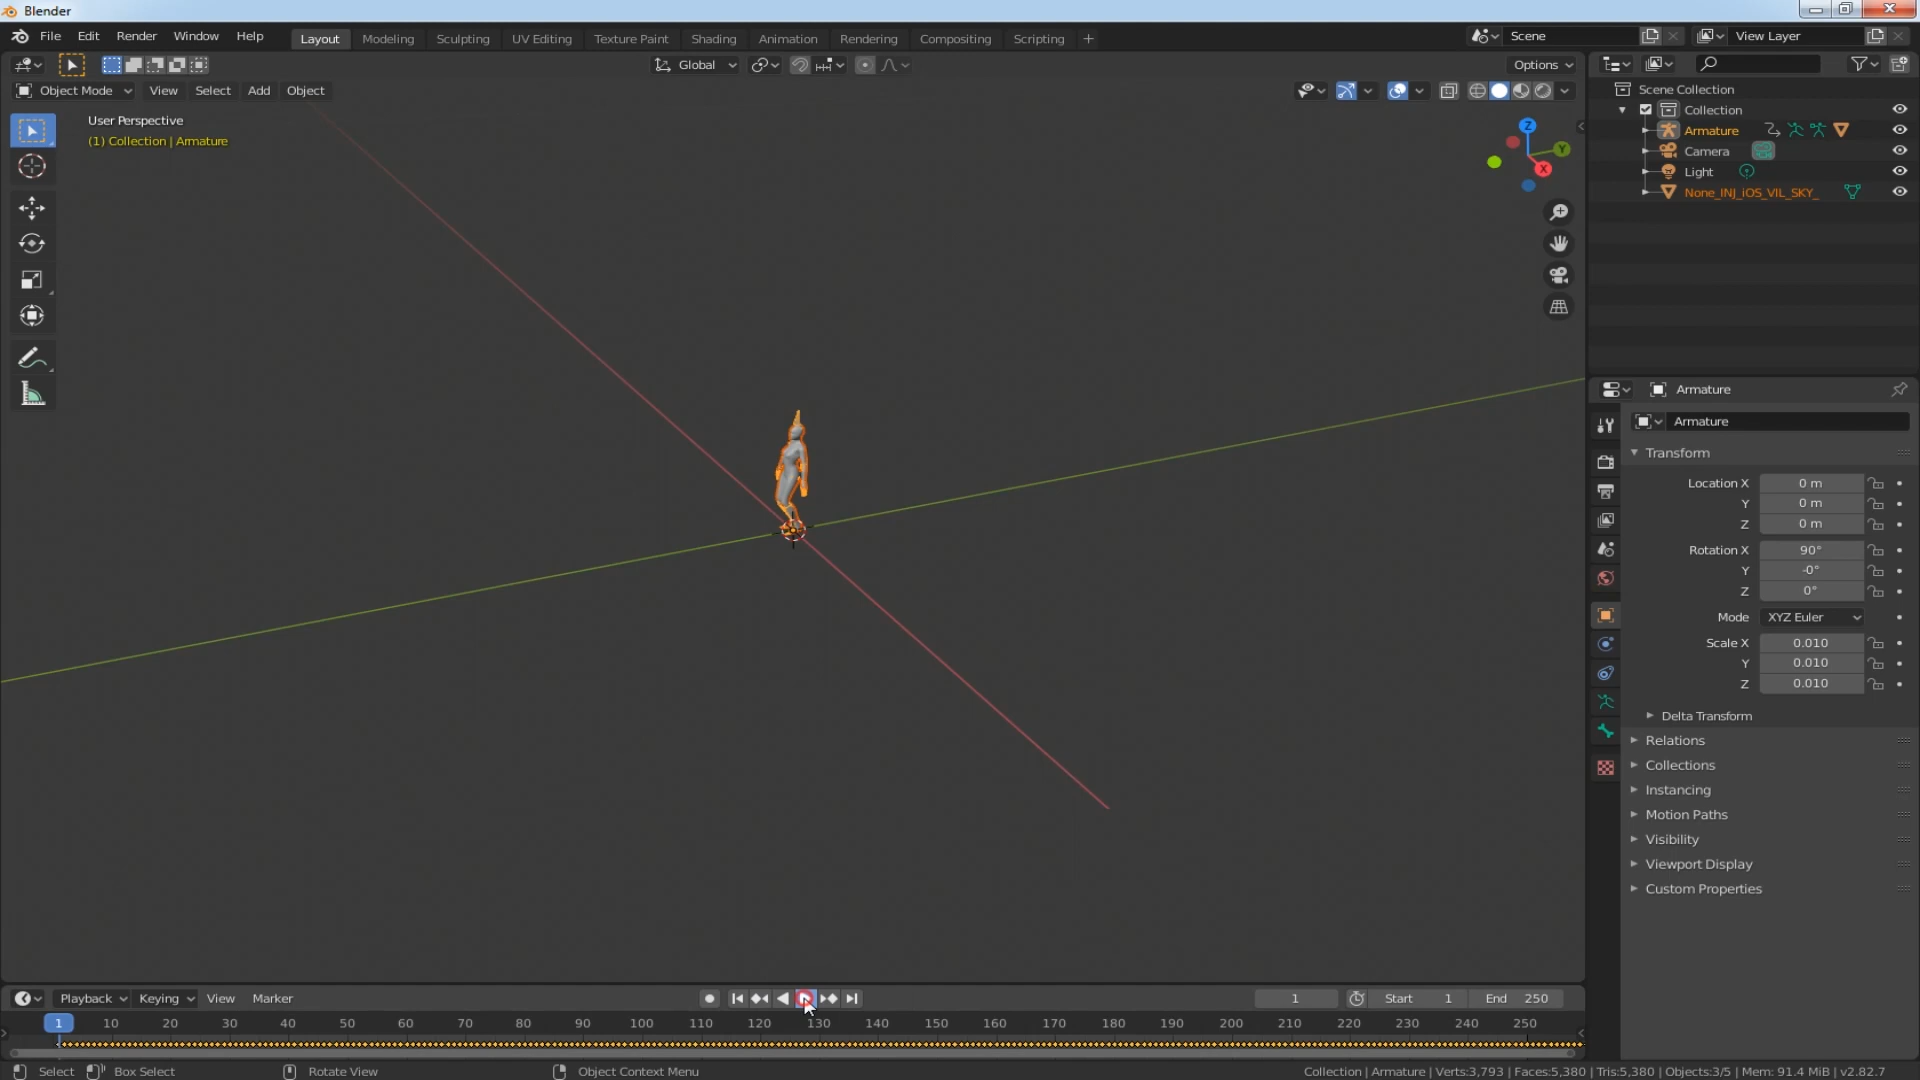 Blender
File Edit Render Window Help Layout Modeling Sculpting UV Editing Texture Paint Shading Animation Rendering Compositing Scripting + Scene View Layer
Global Options
Object Mode View Select Add Object
User Perspective
(1) Collection | Armature
Z
Y
X
Scene Collection
Collection
Armature
Camera
Light
None_INJ_iOS_VIL_SKY_
Armature
Armature
Transform
Location X 0 m
Y 0 m
Z 0 m
Rotation X 90°
Y -0°
Z 0°
Mode XYZ Euler
Scale X 0.010
Y 0.010
Z 0.010
Delta Transform
Relations
Collections
Instancing
Motion Paths
Visibility
Viewport Display
Custom Properties
Playback Keying View Marker 1 Start 1 End 250
1 10 20 30 40 50 60 70 80 90 100 110 120 130 140 150 160 170 180 190 200 210 220 230 240 250
Select Box Select Rotate View Object Context Menu Collection | Armature | Verts:3,793 | Faces:5,380 | Tris:5,380 | Objects:3/5 | Mem: 91.4 MiB | v2.82.7